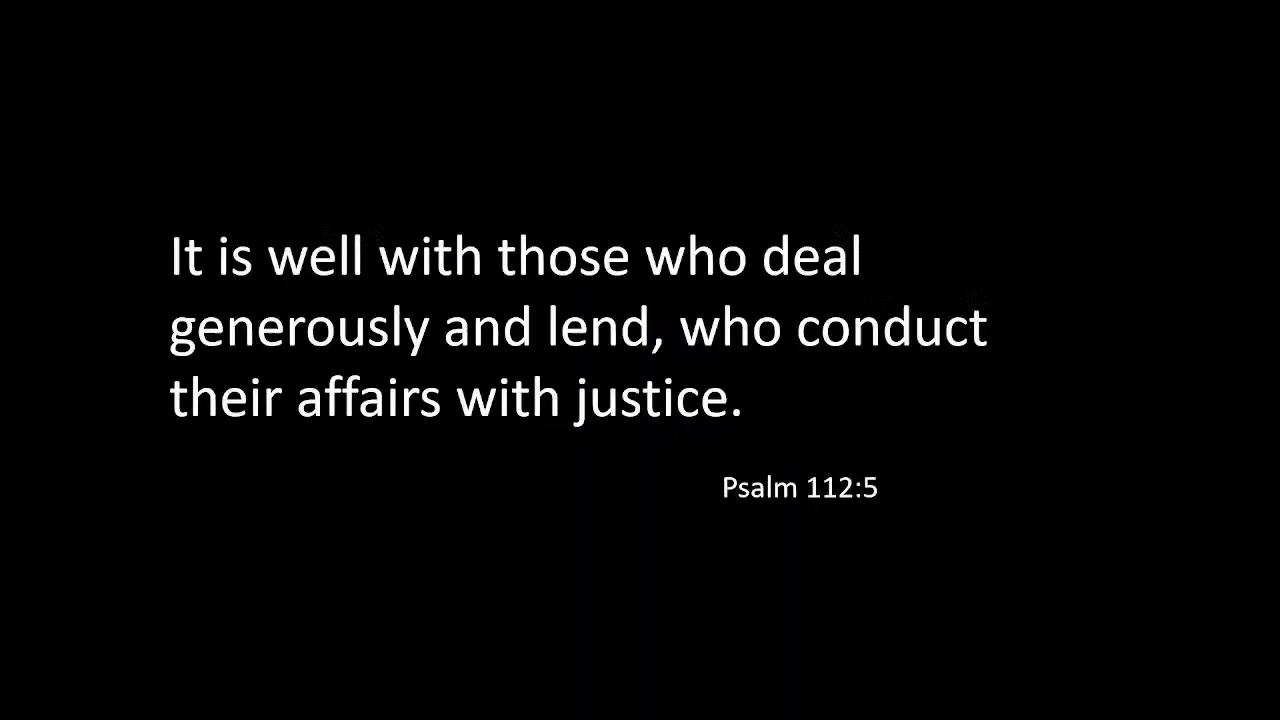 It is well with those who deal
generously and lend, who conduct
their affairs with justice.
Psalm 112:5